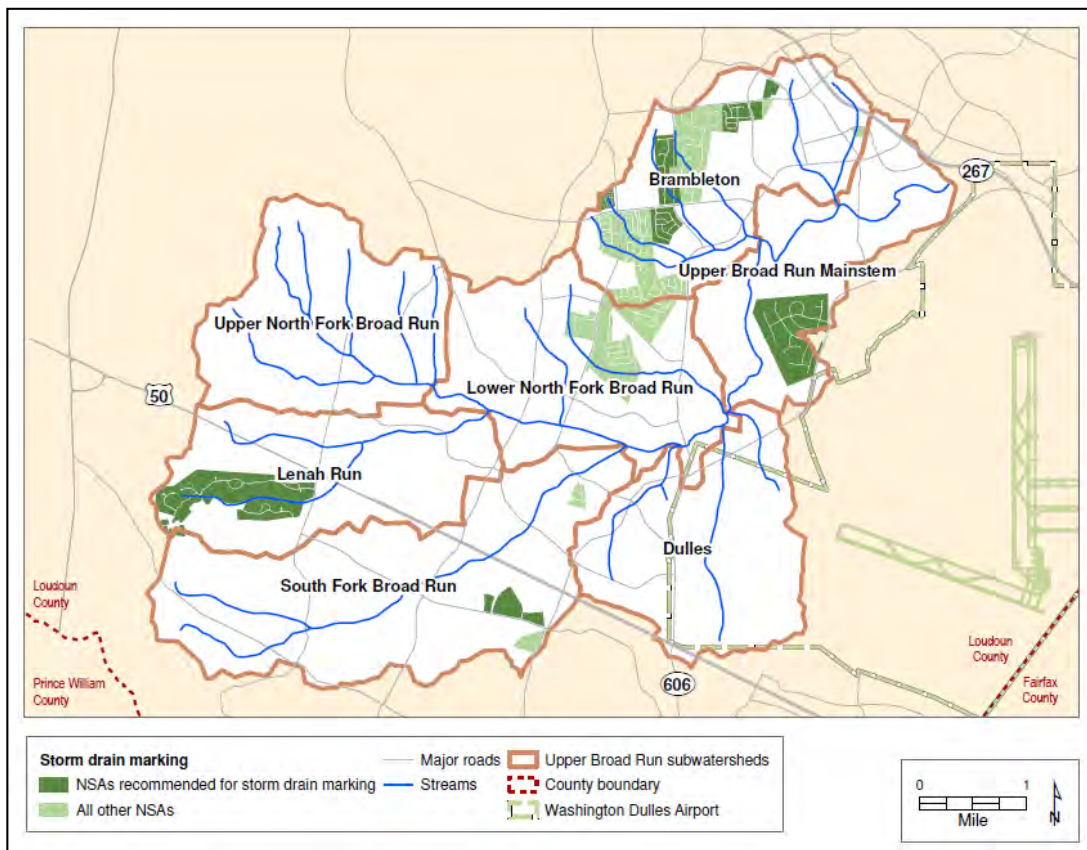 267
Brambleton
Upper Broad Run Mainstem
Upper North Fork Broad Run
50
Lower North Fork Broad Run
Lenah Run
Dulles
South Fork Broad Run
Loudoun
County
Prince William
County
606
Loudoun
County
Fairfax
County
Storm drain marking
NSAs recommended for storm drain marking
All other NSAs
Major roads
Streams
Upper Broad Run subwatersheds
County boundary
Washington Dulles Airport
0 1
Mile
N